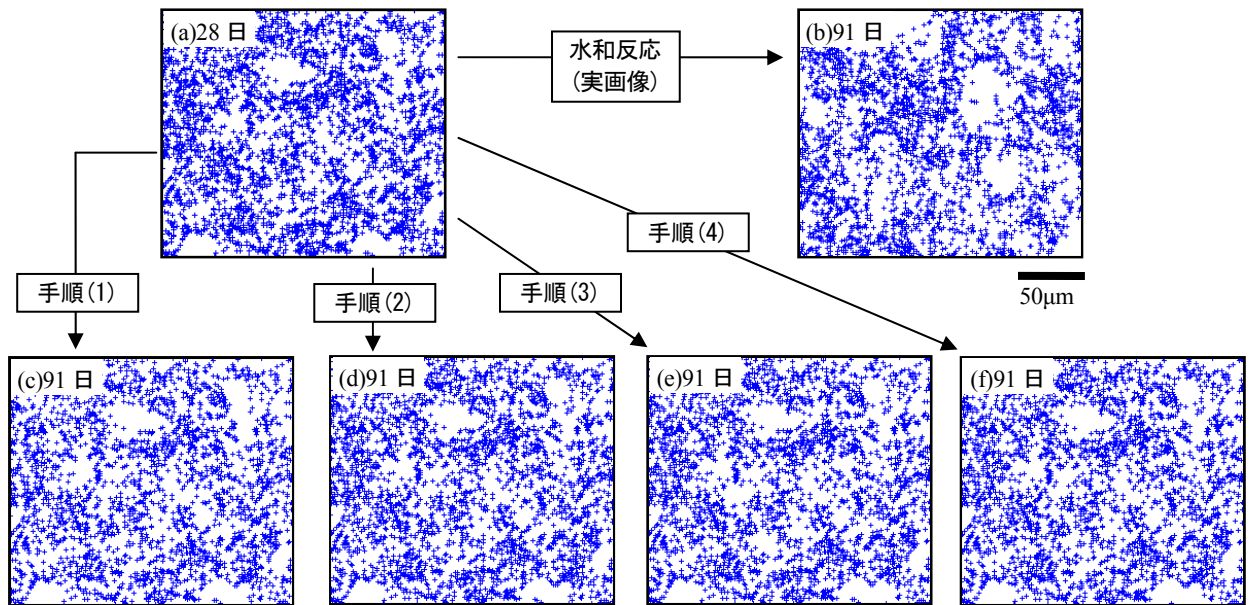 (a)28 日
水和反応
(実画像)
(b)91 日
手順(4)
手順(1)
手順(2)
手順(3)
50μm
(c)91 日
(d)91 日
(e)91 日
(f)91 日